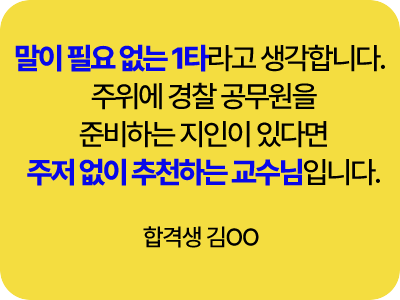 말이 필요 없는 1타라고 생각합니다.
주위에 경찰 공무원을
준비하는 지인이 있다면
주저 없이 추천하는 교수님입니다.
합격생 김OO